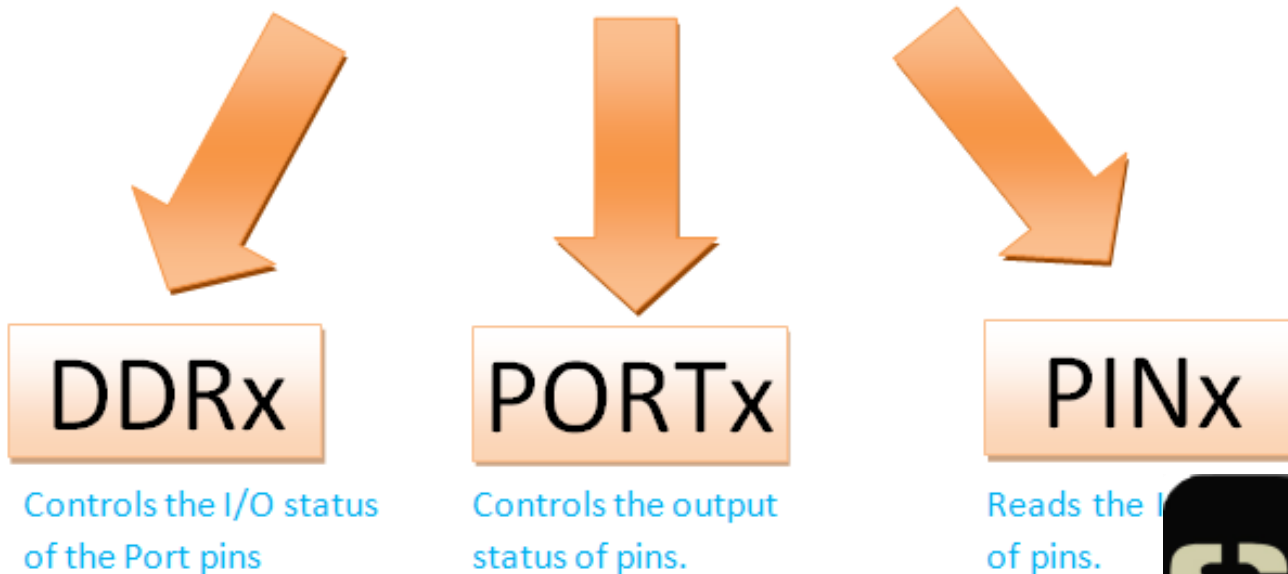 DDRx
PORTx
PINx
Controls the I/O status
of the Port pins
Controls the output
status of pins.
Reads the
of pins.